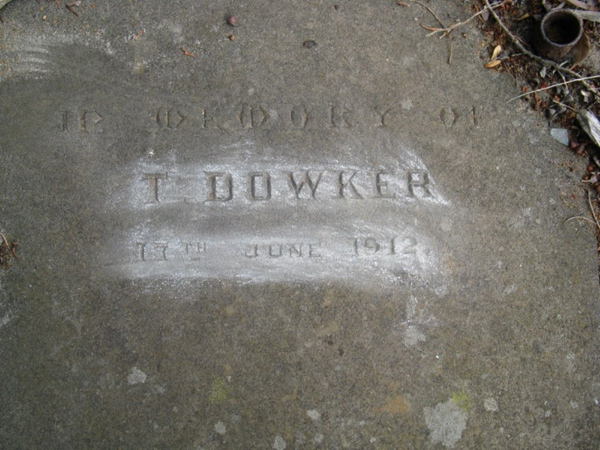 IN MEMORY OF
T. DOWKER
17TH JUNE 1912